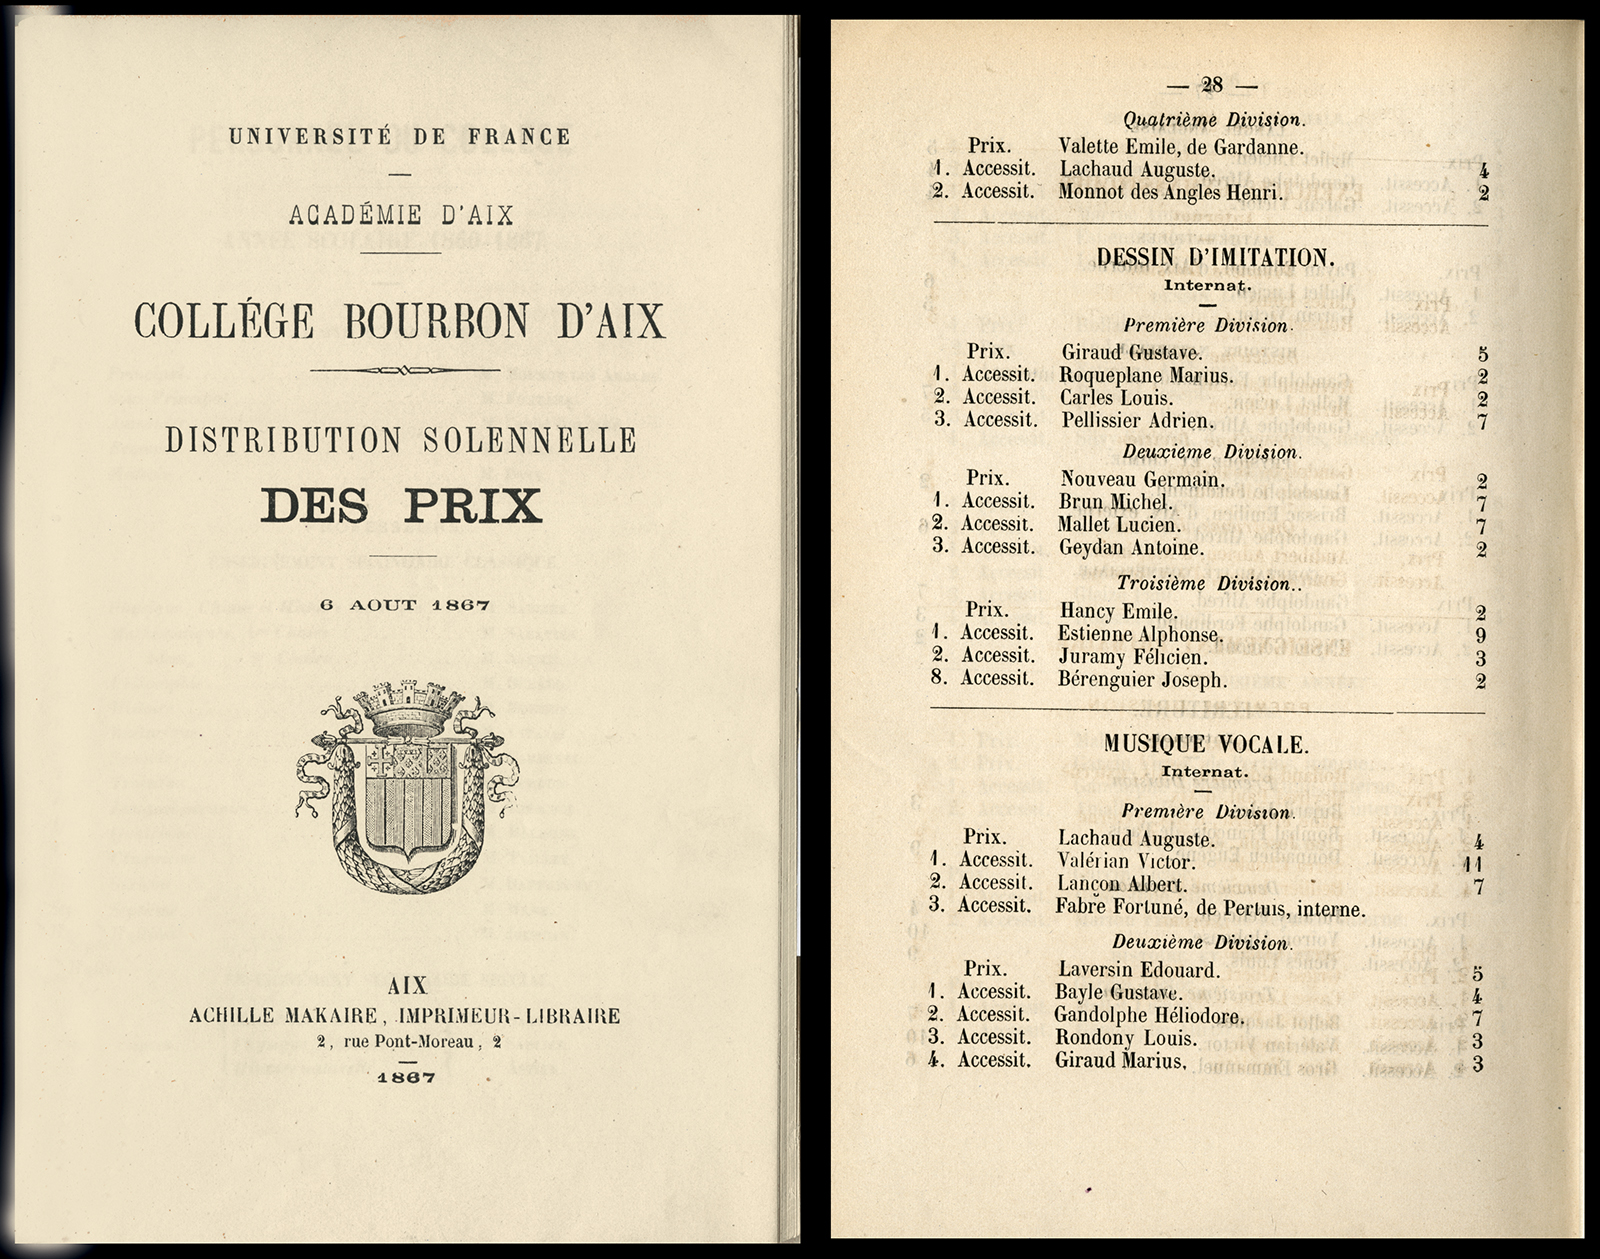 UNIVERSITÉ DE FRANCE
ACADÉMIE D'AIX
COLLÉGE BOURBON D'AIX
DISTRIBUTION SOLENNELLE
DES PRIX
6 AOUT 1867
AIX
ACHILLE MAKAIRE, IMPRIMEUR-LIBRAIRE
2, rue Pont-Moreau, 2
1867
— 28 —
Quatrième Division.
Prix. Valette Emile, de Gardanne.
1. Accessit. Lachaud Auguste. 4
2. Accessit. Monnot des Angles Henri. 2
DESSIN D'IMITATION.
Internat.
Première Division.
Prix. Giraud Gustave. 5
1. Accessit. Roqueplane Marius. 2
2. Accessit. Carles Louis. 2
3. Accessit. Pellissier Adrien. 7
Deuxieme Division.
Prix. Nouveau Germain. 2
1. Accessit. Brun Michel. 7
2. Accessit. Mallet Lucien. 7
3. Accessit. Geydan Antoine. 2
Troisième Division..
Prix. Hancy Emile. 2
1. Accessit. Estienne Alphonse. 9
2. Accessit. Juramy Félicien. 3
8. Accessit. Bérenguier Joseph. 2
MUSIQUE VOCALE.
Internat.
Première Division.
Prix. Lachaud Auguste. 4
1. Accessit. Valérian Victor. 11
2. Accessit. Lançon Albert. 7
3. Accessit. Fabre Fortuné, de Pertuis, interne.
Deuxième Division.
Prix. Laversin Edouard. 5
1. Accessit. Bayle Gustave. 4
2. Accessit. Gandolphe Héliodore. 7
3. Accessit. Rondony Louis. 3
4. Accessit. Giraud Marius. 3